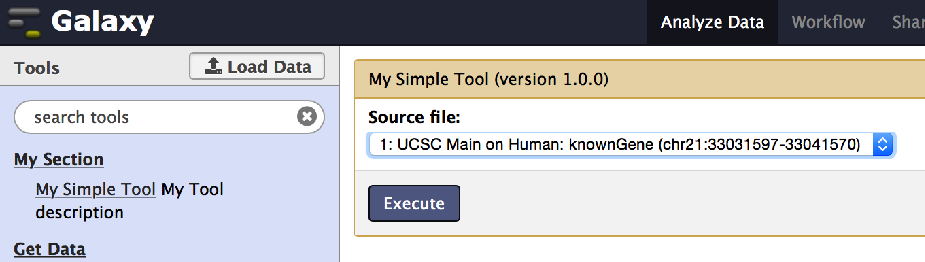 Galaxy
Analyze Data Workflow
Tools Load Data
search tools
My Section
My Simple Tool My Tool
description
Get Data
My Simple Tool (version 1.0.0)
Source file:
1: UCSC Main on Human: knownGene (chr21:33031597-33041570)
Execute